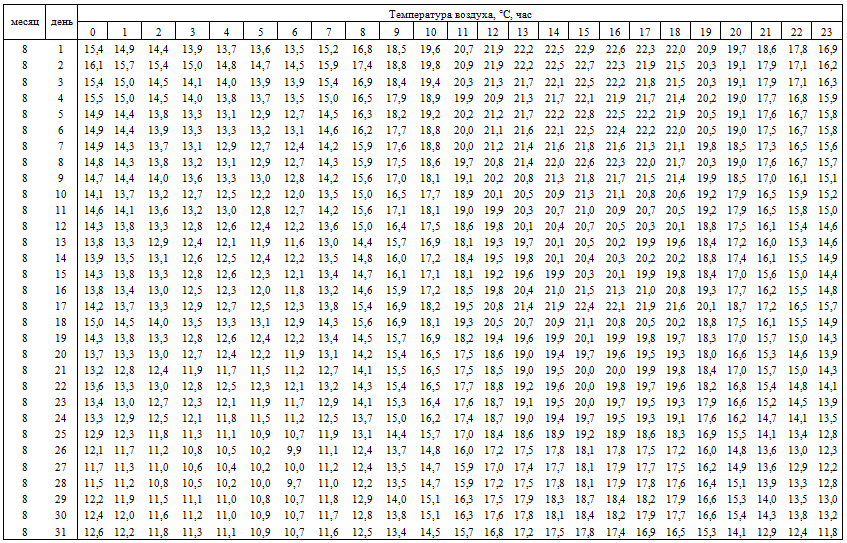 Температура воздуха, °С, час
месяц день 0 1 2 3 4 5 6 7 8 9 10 11 12 13 14 15 16 17 18 19 20 21 22 23
8 1 15,4 14,9 14,4 13,9 13,7 13,6 13,5 15,2 16,8 18,5 19,6 20,7 21,9 22,2 22,5 22,9 22,6 22,3 22,0 20,9 19,7 18,6 17,8 16,9
8 2 16,1 15,7 15,4 15,0 14,8 14,7 14,5 15,9 17,4 18,8 19,8 20,9 21,9 22,2 22,5 22,7 22,3 21,9 21,5 20,3 19,1 17,9 17,1 16,2
8 3 15,4 15,0 14,5 14,1 14,0 13,9 13,9 15,4 16,9 18,4 19,4 20,3 21,3 21,7 22,1 22,5 22,2 21,8 21,5 20,3 19,1 17,9 17,1 16,3
8 4 15,5 15,0 14,5 14,0 13,8 13,7 13,5 15,0 16,5 17,9 18,9 19,9 20,9 21,3 21,7 22,1 21,9 21,7 21,4 20,2 19,0 17,7 16,8 15,9
8 5 14,9 14,4 13,8 13,3 13,1 12,9 12,7 14,5 16,3 18,2 19,2 20,2 21,2 21,7 22,2 22,8 22,5 22,2 21,9 20,5 19,1 17,6 16,7 15,8
8 6 14,9 14,4 13,9 13,3 13,3 13,2 13,1 14,6 16,2 17,7 18,8 20,0 21,1 21,6 22,1 22,5 22,4 22,2 22,0 20,5 19,0 17,5 16,7 15,8
8 7 14,9 14,3 13,7 13,1 12,9 12,7 12,4 14,2 15,9 17,6 18,8 20,0 21,2 21,4 21,6 21,8 21,6 21,3 21,1 19,8 18,5 17,3 16,5 15,6
8 8 14,8 14,3 13,8 13,2 13,1 12,9 12,7 14,3 15,9 17,5 18,6 19,7 20,8 21,4 22,0 22,6 22,3 22,0 21,7 20,3 19,0 17,6 16,7 15,7
8 9 14,7 14,4 14,0 13,6 13,3 13,0 12,8 14,2 15,6 17,0 18,1 19,1 20,2 20,8 21,3 21,8 21,7 21,5 21,4 19,9 18,5 17,0 16,1 15,1
8 10 14,1 13,7 13,2 12,7 12,5 12,2 12,0 13,5 15,0 16,5 17,7 18,9 20,1 20,5 20,9 21,3 21,1 20,8 20,6 19,2 17,9 16,5 15,9 15,2
8 11 14,6 14,1 13,6 13,2 13,0 12,8 12,7 14,2 15,6 17,1 18,1 19,0 19,9 20,3 20,7 21,0 20,9 20,7 20,5 19,2 17,9 16,5 15,8 15,0
8 12 14,3 13,8 13,3 12,8 12,6 12,4 12,2 13,6 15,0 16,4 17,5 18,6 19,8 20,1 20,4 20,7 20,5 20,3 20,1 18,8 17,5 16,1 15,4 14,6
8 13 13,8 13,3 12,9 12,4 12,1 11,9 11,6 13,0 14,4 15,7 16,9 18,1 19,3 19,7 20,1 20,5 20,2 19,9 19,6 18,4 17,2 16,0 15,3 14,6
8 14 13,9 13,5 13,1 12,6 12,5 12,4 12,2 13,5 14,8 16,0 17,2 18,4 19,5 19,8 20,1 20,4 20,3 20,2 20,2 18,8 17,4 16,1 15,5 14,9
8 15 14,3 13,8 13,3 12,8 12,6 12,3 12,1 13,4 14,7 16,1 17,1 18,1 19,2 19,6 19,9 20,3 20,1 19,9 19,8 18,4 17,0 15,6 15,0 14,4
8 16 13,8 13,4 13,0 12,5 12,3 12,0 11,8 13,2 14,6 15,9 17,2 18,5 19,8 20,4 21,0 21,5 21,3 21,0 20,8 19,3 17,7 16,2 15,5 14,8
8 17 14,2 13,7 13,3 12,9 12,7 12,5 12,3 13,8 15,4 16,9 18,2 19,5 20,8 21,4 21,9 22,4 22,1 21,9 21,6 20,1 18,7 17,2 16,5 15,7
8 18 15,0 14,5 14,0 13,5 13,3 13,1 12,9 14,3 15,6 16,9 18,1 19,3 20,5 20,7 20,9 21,1 20,8 20,5 20,2 18,8 17,5 16,1 15,5 14,9
8 19 14,3 13,8 13,3 12,8 12,6 12,4 12,2 13,4 14,5 15,7 16,9 18,2 19,4 19,6 19,9 20,1 19,9 19,8 19,7 18,3 17,0 15,7 15,0 14,3
8 20 13,7 13,3 13,0 12,7 12,4 12,2 11,9 13,1 14,2 15,4 16,5 17,5 18,6 19,0 19,4 19,7 19,6 19,5 19,3 18,0 16,6 15,3 14,6 13,9
8 21 13,2 12,8 12,4 11,9 11,7 11,5 11,2 12,7 14,1 15,5 16,5 17,5 18,5 19,0 19,5 20,0 20,0 19,9 19,8 18,4 17,0 15,7 15,0 14,3
8 22 13,6 13,3 13,0 12,8 12,5 12,3 12,1 13,2 14,3 15,4 16,5 17,7 18,8 19,2 19,6 20,0 19,8 19,7 19,6 18,2 16,8 15,4 14,8 14,1
8 23 13,4 13,0 12,7 12,3 12,1 11,9 11,7 12,9 14,1 15,3 16,4 17,6 18,7 19,1 19,5 20,0 19,7 19,5 19,3 17,9 16,6 15,2 14,5 13,9
8 24 13,3 12,9 12,5 12,1 11,8 11,5 11,2 12,5 13,7 15,0 16,2 17,4 18,7 19,0 19,4 19,7 19,5 19,3 19,1 17,6 16,2 14,7 14,1 13,5
8 25 12,9 12,3 11,8 11,3 11,1 10,9 10,7 11,9 13,1 14,4 15,7 17,0 18,4 18,6 18,9 19,2 18,9 18,6 18,3 16,9 15,5 14,1 13,4 12,8
8 26 12,1 11,7 11,2 10,8 10,5 10,2 9,9 11,1 12,4 13,7 14,8 16,0 17,2 17,5 17,8 18,1 17,8 17,5 17,2 16,0 14,8 13,6 13,0 12,3
8 27 11,7 11,3 11,0 10,6 10,4 10,2 10,0 11,2 12,4 13,5 14,7 15,9 17,0 17,4 17,7 18,1 17,9 17,7 17,5 16,2 14,9 13,6 12,9 12,2
8 28 11,5 11,2 10,8 10,5 10,2 10,0 9,7 11,0 12,2 13,5 14,7 15,9 17,2 17,5 17,8 18,1 17,9 17,8 17,6 16,4 15,1 13,9 13,3 12,8
8 29 12,2 11,9 11,5 11,1 11,0 10,8 10,7 11,8 12,9 14,0 15,1 16,3 17,5 17,9 18,3 18,7 18,4 18,2 17,9 16,6 15,3 14,0 13,5 13,0
8 30 12,4 12,0 11,6 11,2 11,0 10,9 10,7 11,7 12,8 13,8 15,1 16,3 17,6 17,8 18,1 18,4 18,2 17,9 17,7 16,6 15,4 14,3 13,8 13,2
8 31 12,6 12,2 11,8 11,3 11,1 10,9 10,7 11,6 12,5 13,4 14,5 15,7 16,8 17,2 17,5 17,8 17,4 16,9 16,5 15,3 14,1 12,9 12,4 11,8